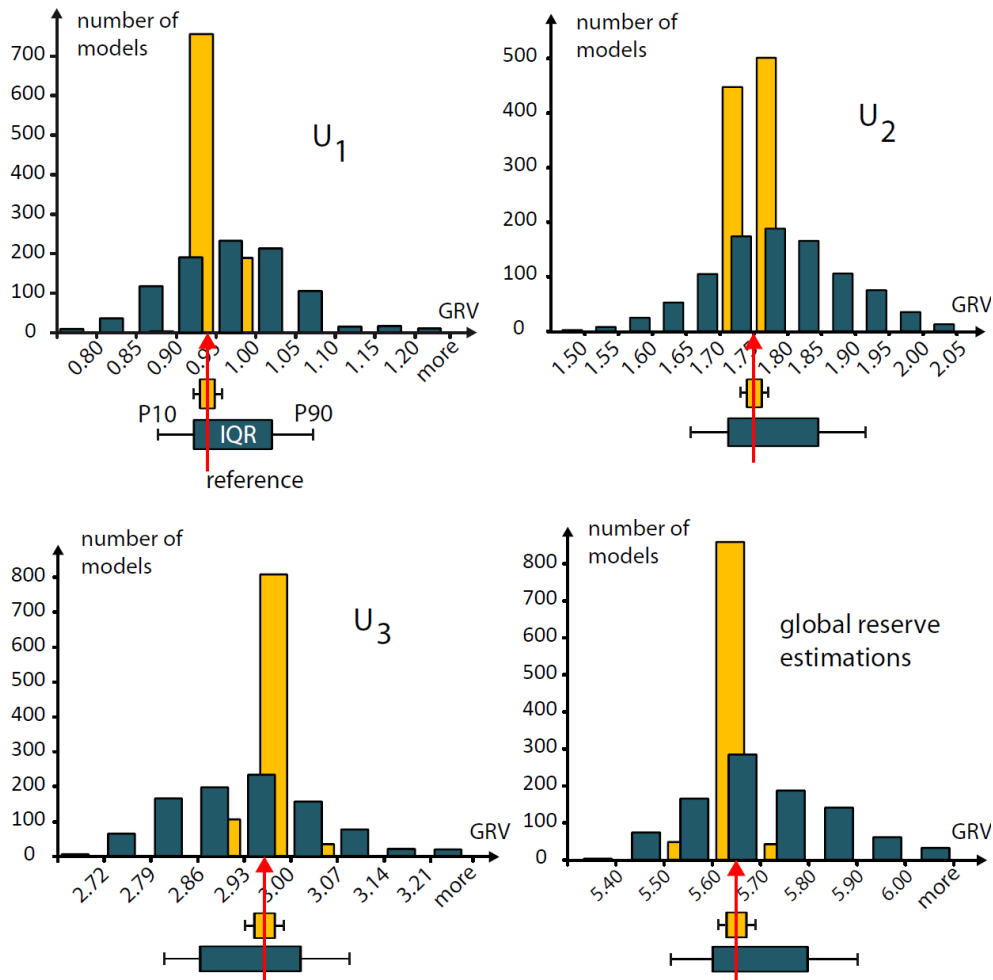 number of
models
700
600
500
400
300
200
100
0
U1
GRV
0.80
0.85
0.90
0.95
1.00
1.05
1.10
1.15
1.20
more
P10
P90
IQR
reference
number of
models
500
400
300
200
100
0
U2
GRV
1.50
1.55
1.60
1.65
1.70
1.75
1.80
1.85
1.90
1.95
2.00
2.05
number of
models
800
700
600
500
400
300
200
100
0
U3
GRV
2.72
2.79
2.86
2.93
3.00
3.07
3.14
3.21
more
number of
models
800
700
600
500
400
300
200
100
0
global reserve
estimations
GRV
5.40
5.50
5.60
5.70
5.80
5.90
6.00
more